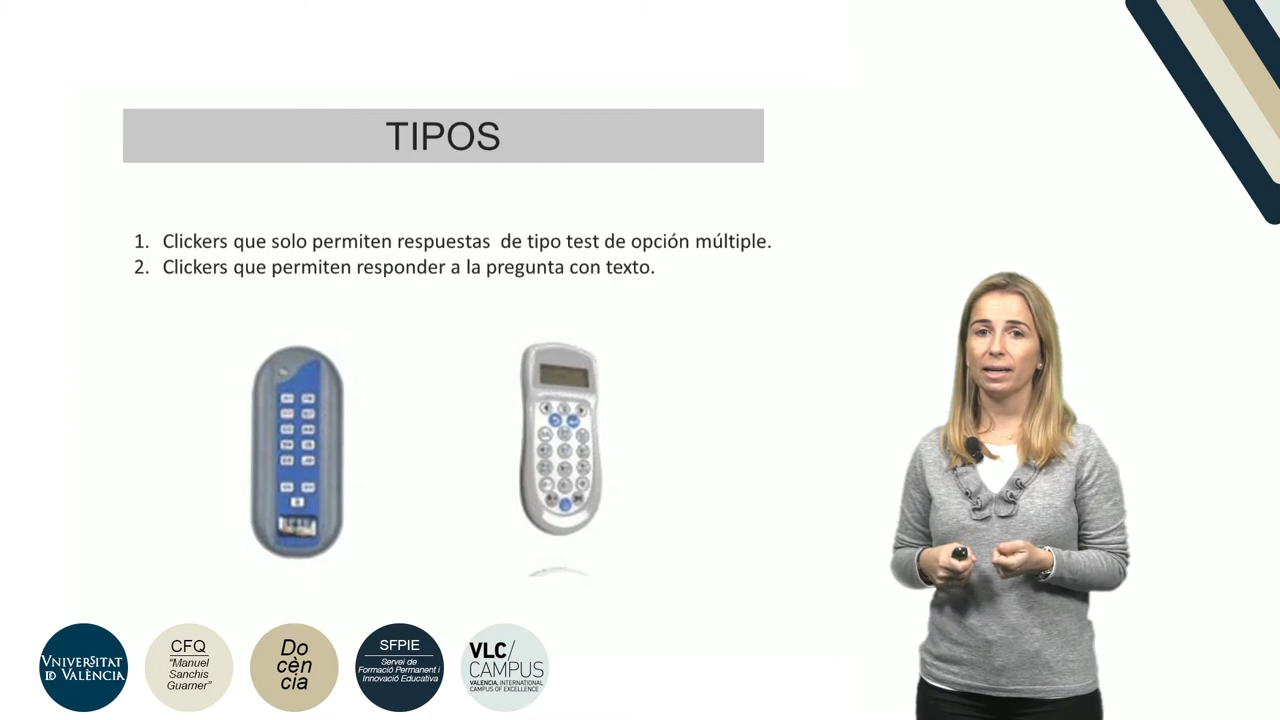 TIPOS
1. Clickers que solo permiten respuestas de tipo test de opción múltiple.
2. Clickers que permiten responder a la pregunta con texto.
VNIVERSITAT
ID VALÈNCIA
CFQ
"Manuel
Sanchis
Guarner"
Do
cèn
cia
SFPIE
Servei de
Formació Permanent i
Innovació Educativa
VLC/
CAMPUS
VALENCIA, INTERNATIONAL
CAMPUS OF EXCELLENCE